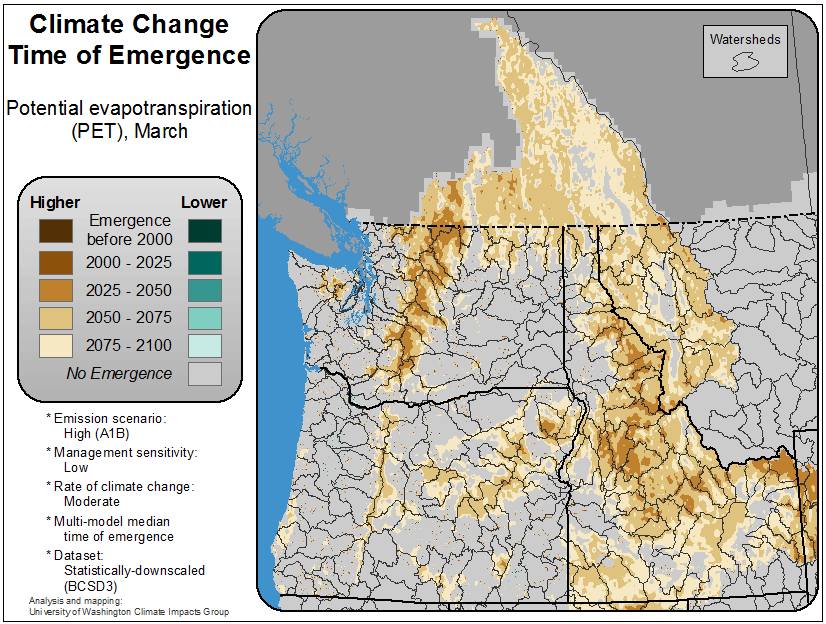 Climate Change
Time of Emergence
Potential evapotranspiration
(PET), March
Watersheds
Higher Lower
Emergence
before 2000
2000 - 2025
2025 - 2050
2050 - 2075
2075 - 2100
No Emergence
* Emission scenario:
High (A1B)
* Management sensitivity:
Low
* Rate of climate change:
Moderate
* Multi-model median
time of emergence
* Dataset:
Statistically-downscaled
(BCSD3)
Analysis and mapping:
University of Washington Climate Impacts Group